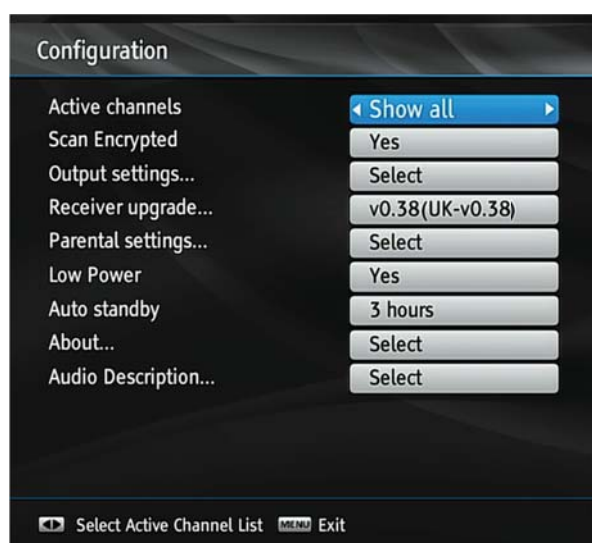 Configuration
Active channels Show all
Scan Encrypted Yes
Output settings... Select
Receiver upgrade... v0.38(UK-v0.38)
Parental settings... Select
Low Power Yes
Auto standby 3 hours
About... Select
Audio Description... Select
Select Active Channel List MENU Exit